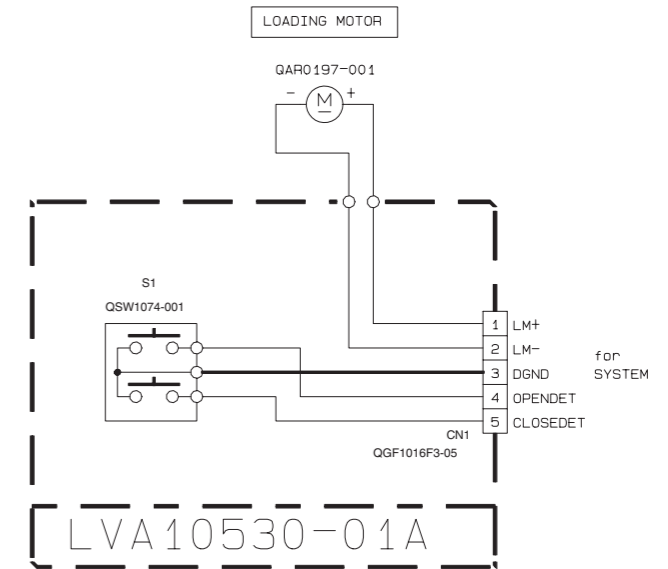 LOADING MOTOR
QAR0197-001
- M +
S1
QSW1074-001
1 LM+
2 LM-
3 DGND
4 OPENDET
5 CLOSEDET
for
SYSTEM
CN1
QGF1016F3-05
LVA10530-01A